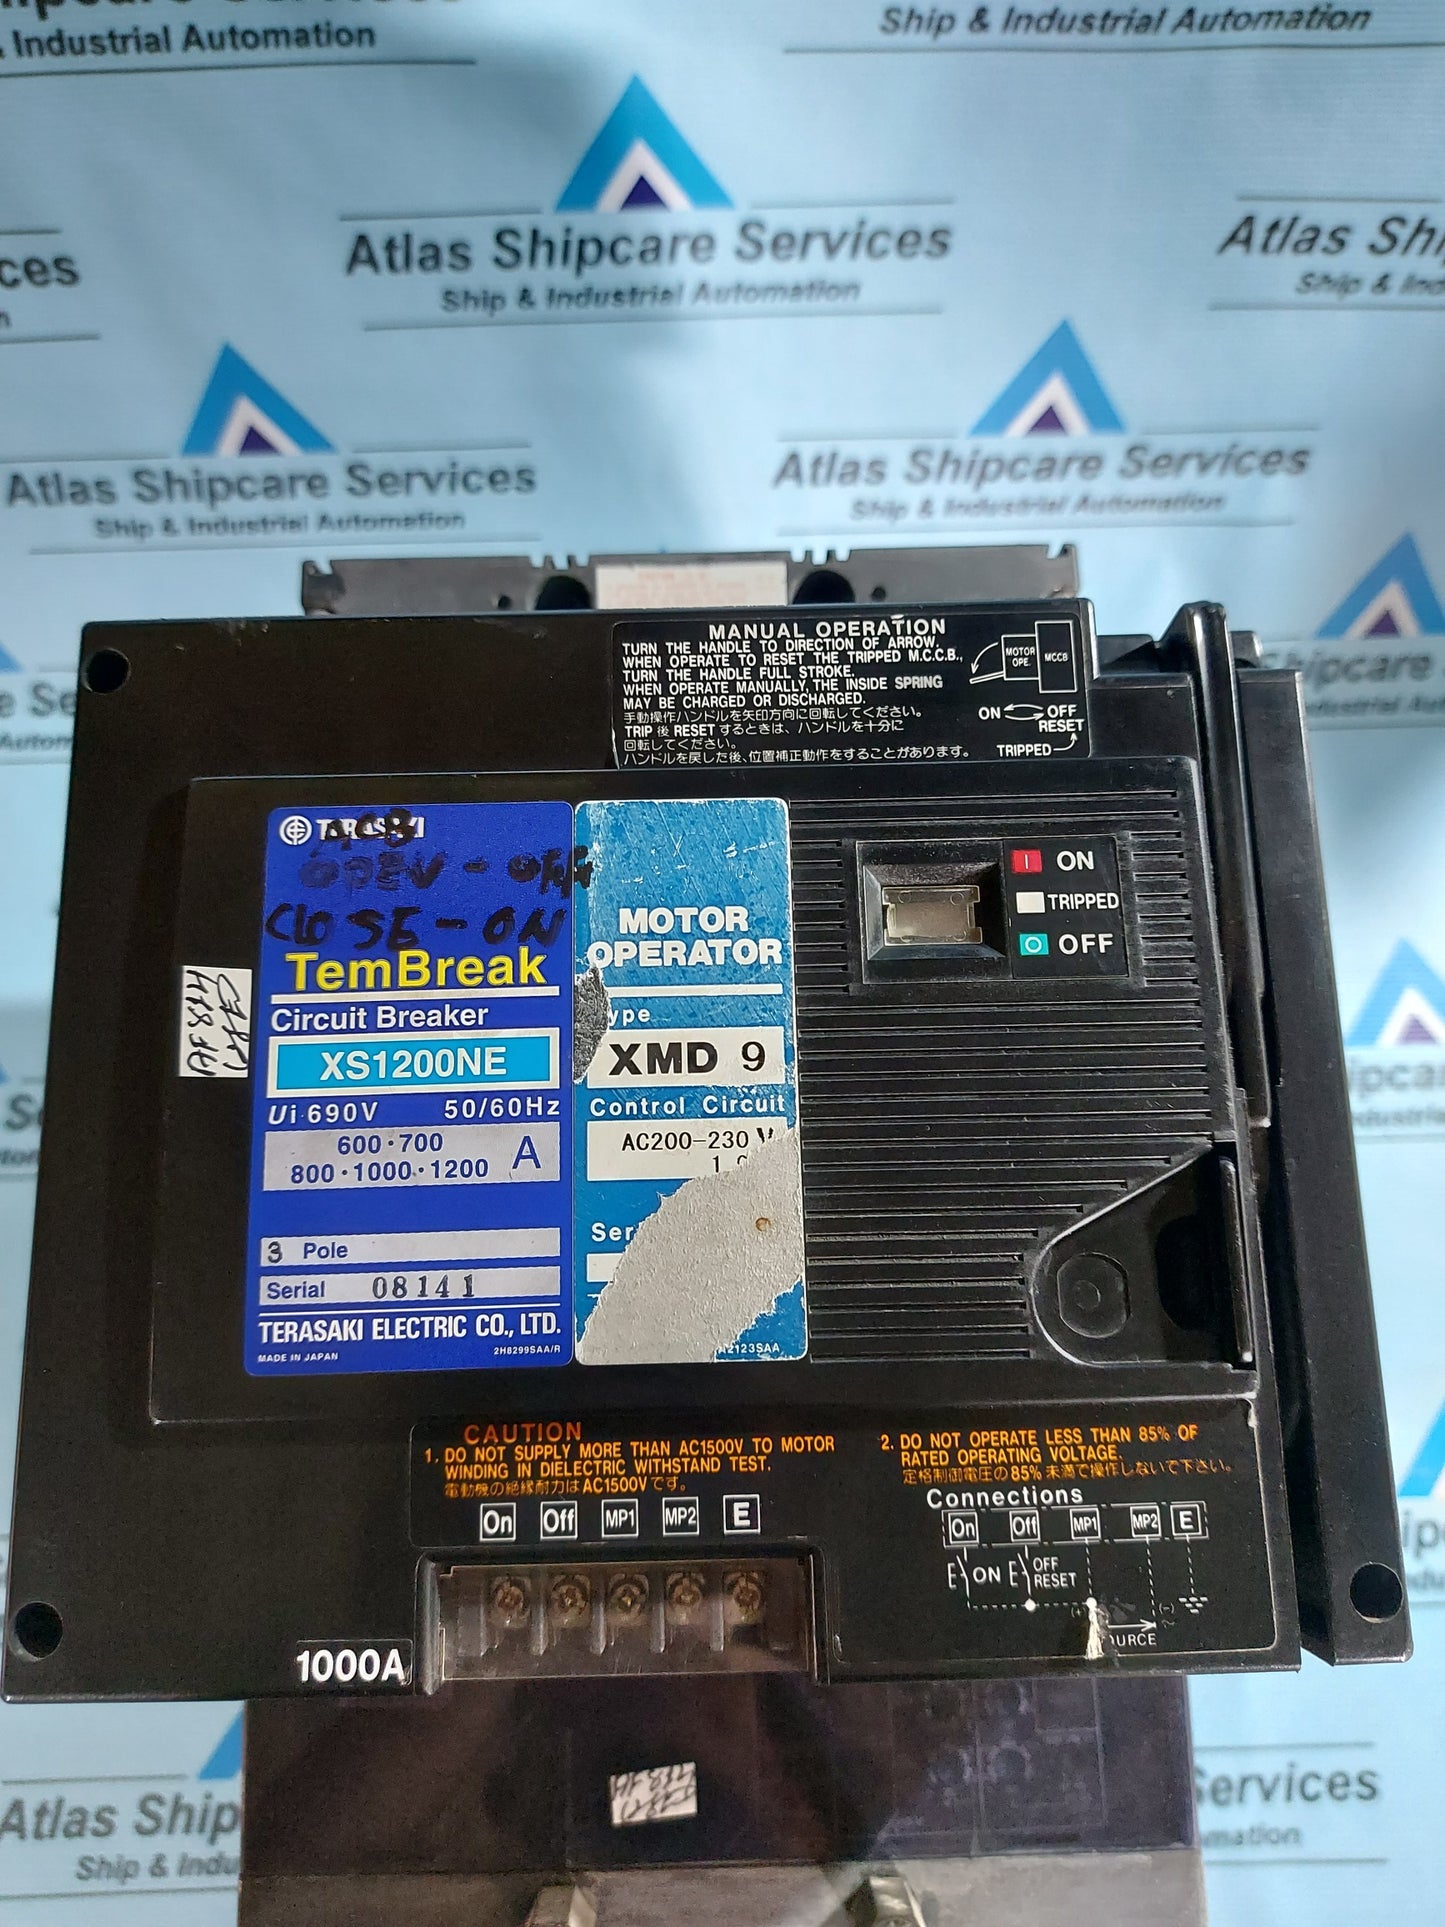 Shipcare Services
& Industrial Automation
Ship & Industrial Automation
Atlas Shipcare Services
Ship & Industrial Automation
Atlas Shipcare Services
Ship & Industrial Automation
Atlas Shipcare Services
Ship & Industrial Automation
MANUAL OPERATION
TURN THE HANDLE TO DIRECTION OF ARROW.
WHEN OPERATE TO RESET THE TRIPPED M.C.C.B.,
TURN THE HANDLE FULL STROKE.
WHEN OPERATE MANUALLY, THE INSIDE SPRING
MAY BE CHARGED OR DISCHARGED.
手動操作ハンドルを矢印方向に回転してください。
TRIP 後 RESET するときは、ハンドルを十分に
回転してください。
ハンドルを戻した後、位置補正動作をすることがあります。
MOTOR OPE.
MCCB
ON OFF
RESET
TRIPPED
TERASAKI
OPEN - OFF
CLOSE - ON
TemBreak
Circuit Breaker
XS1200NE
Ui 690V 50/60Hz
600・700
800・1000・1200 A
3 Pole
Serial 08141
TERASAKI ELECTRIC CO., LTD.
MADE IN JAPAN 2H8299SAA/R
MOTOR
OPERATOR
XMD 9
Control Circuit
AC200-230 V
I ON
TRIPPED
O OFF
CAUTION
1. DO NOT SUPPLY MORE THAN AC1500V TO MOTOR
WINDING IN DIELECTRIC WITHSTAND TEST.
電動機の絶縁耐力は AC1500V です。
2. DO NOT OPERATE LESS THAN 85% OF
RATED OPERATING VOLTAGE.
定格制御電圧の85%未満で操作しないで下さい。
On Off MP1 MP2 E
Connections
On Off MP1 MP2 E
ON OFF
RESET
(+) (-)
1000A
Services
Atlas Ship